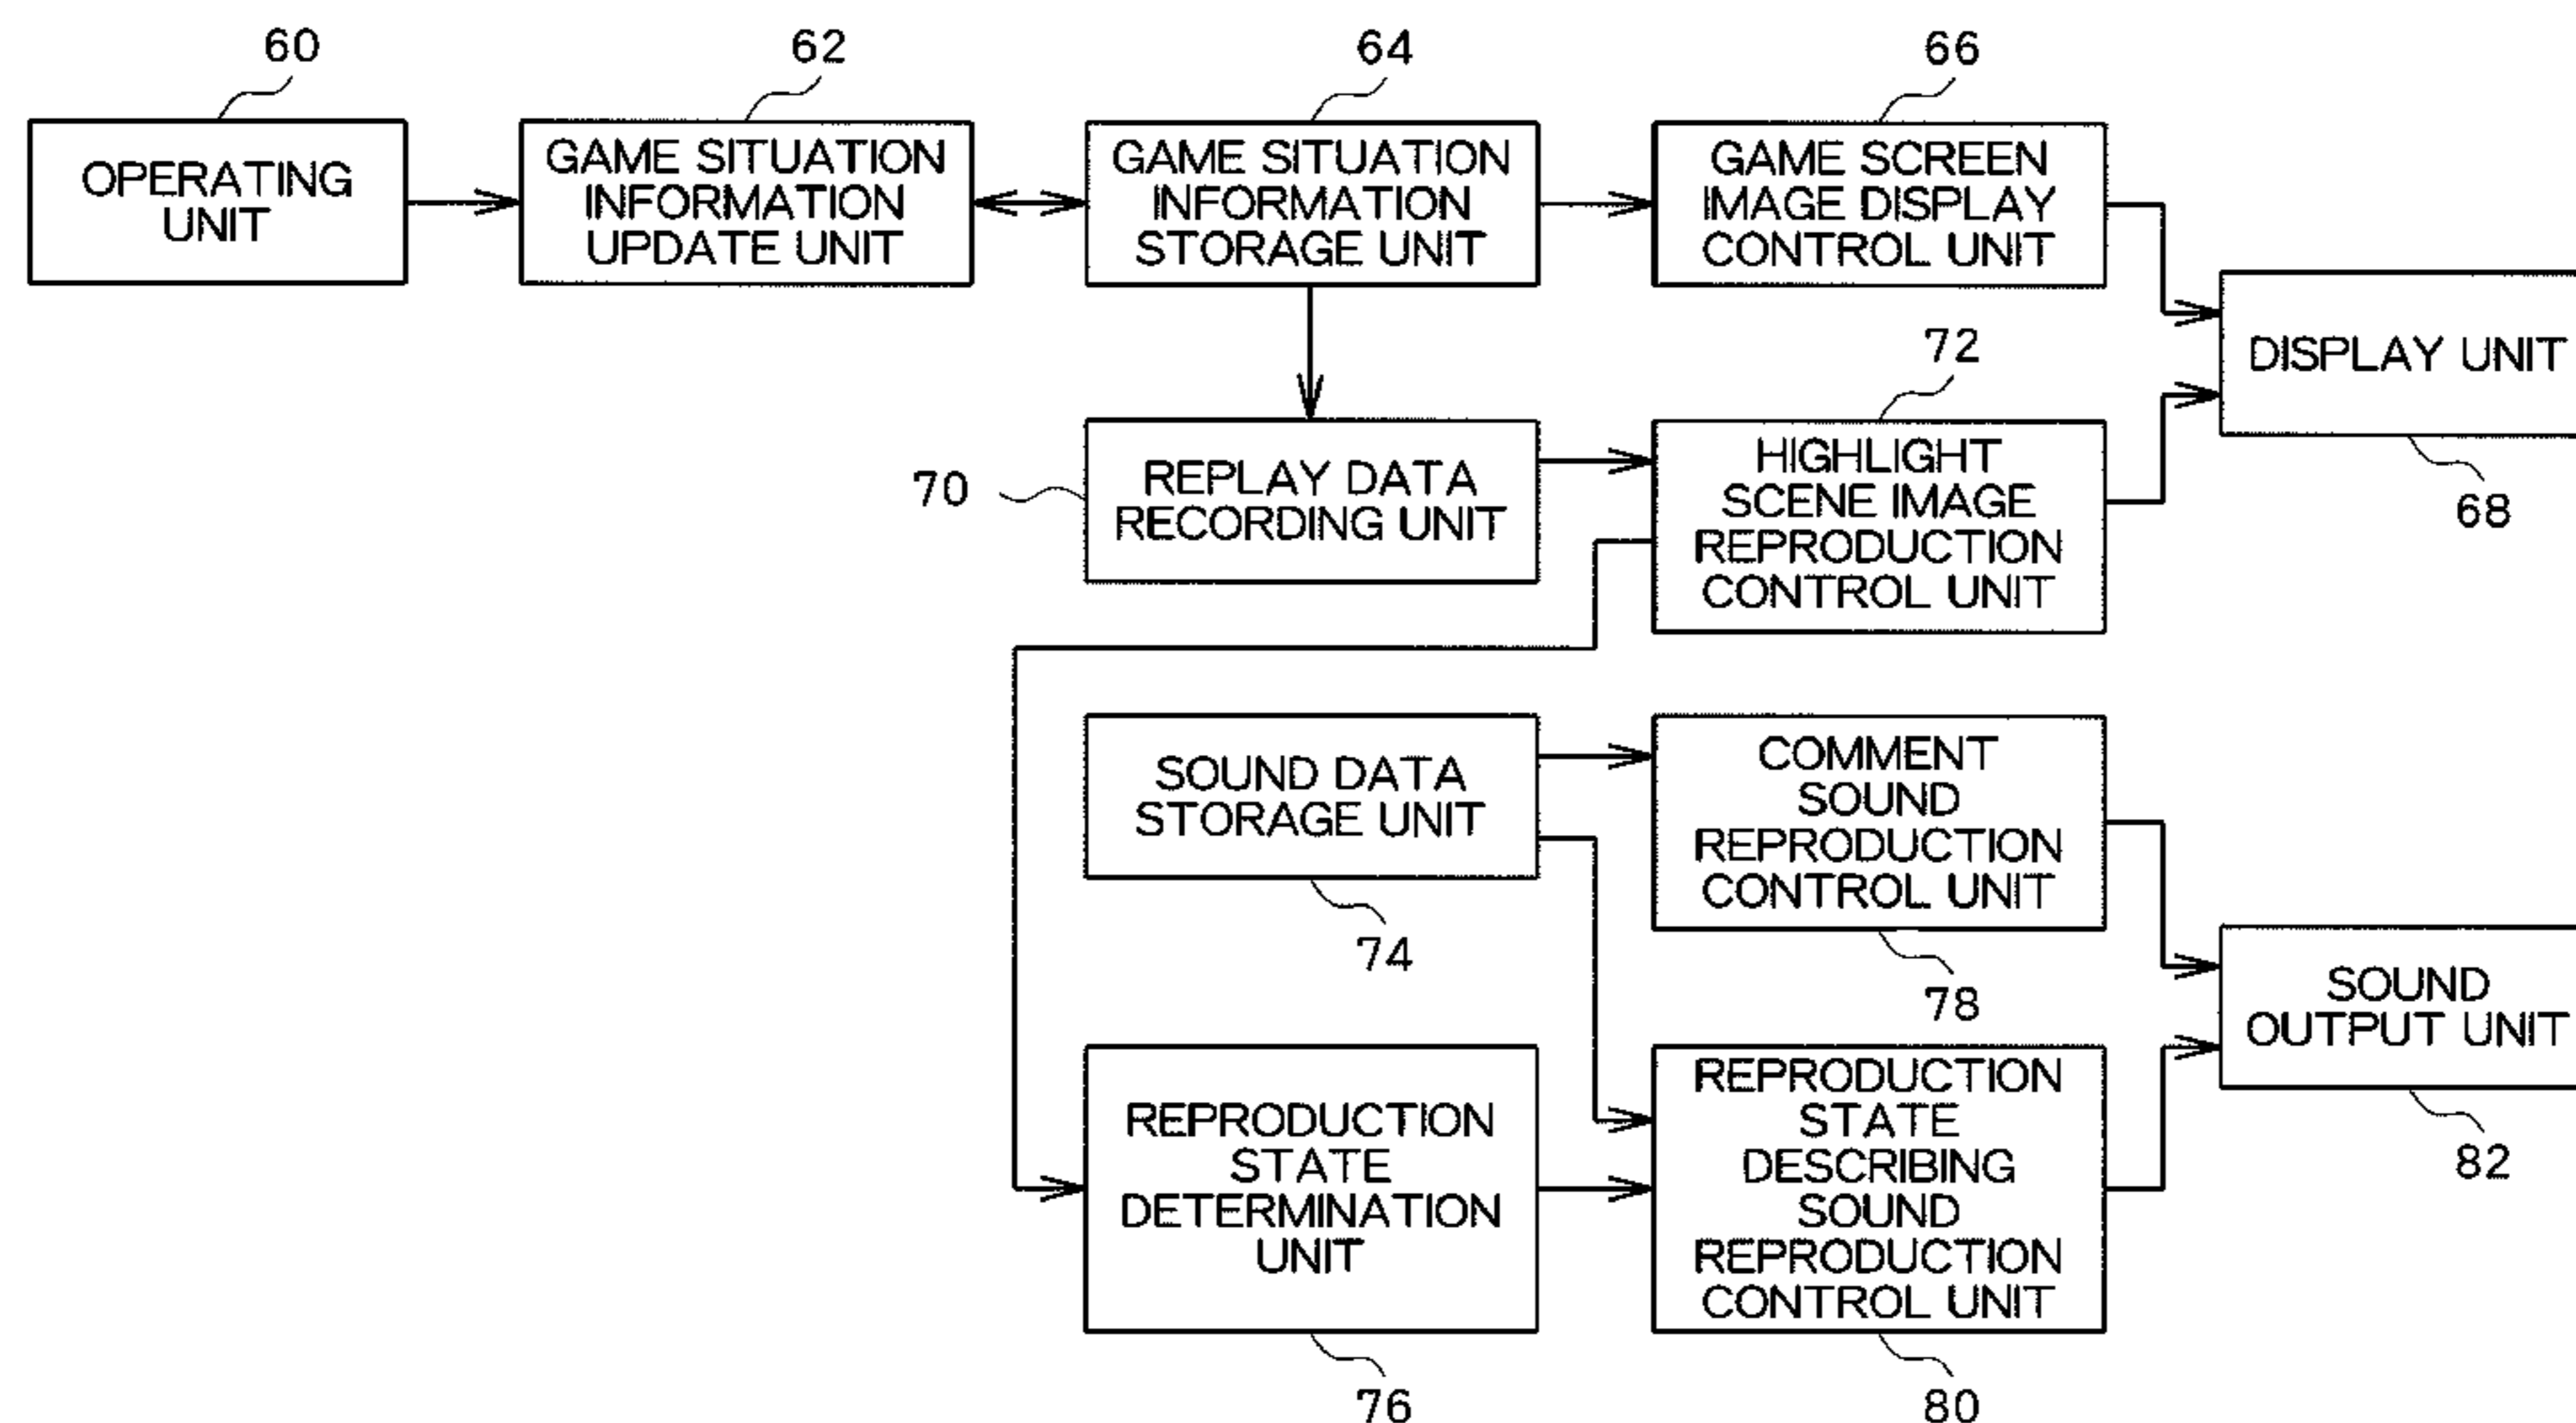 60
62
64
66
OPERATING
UNIT
GAME SITUATION
INFORMATION
UPDATE UNIT
GAME SITUATION
INFORMATION
STORAGE UNIT
GAME SCREEN
IMAGE DISPLAY
CONTROL UNIT
DISPLAY UNIT
68
70
REPLAY DATA
RECORDING UNIT
72
HIGHLIGHT
SCENE IMAGE
REPRODUCTION
CONTROL UNIT
SOUND DATA
STORAGE UNIT
74
COMMENT
SOUND
REPRODUCTION
CONTROL UNIT
78
SOUND
OUTPUT UNIT
82
REPRODUCTION
STATE
DETERMINATION
UNIT
76
REPRODUCTION
STATE
DESCRIBING
SOUND
REPRODUCTION
CONTROL UNIT
80